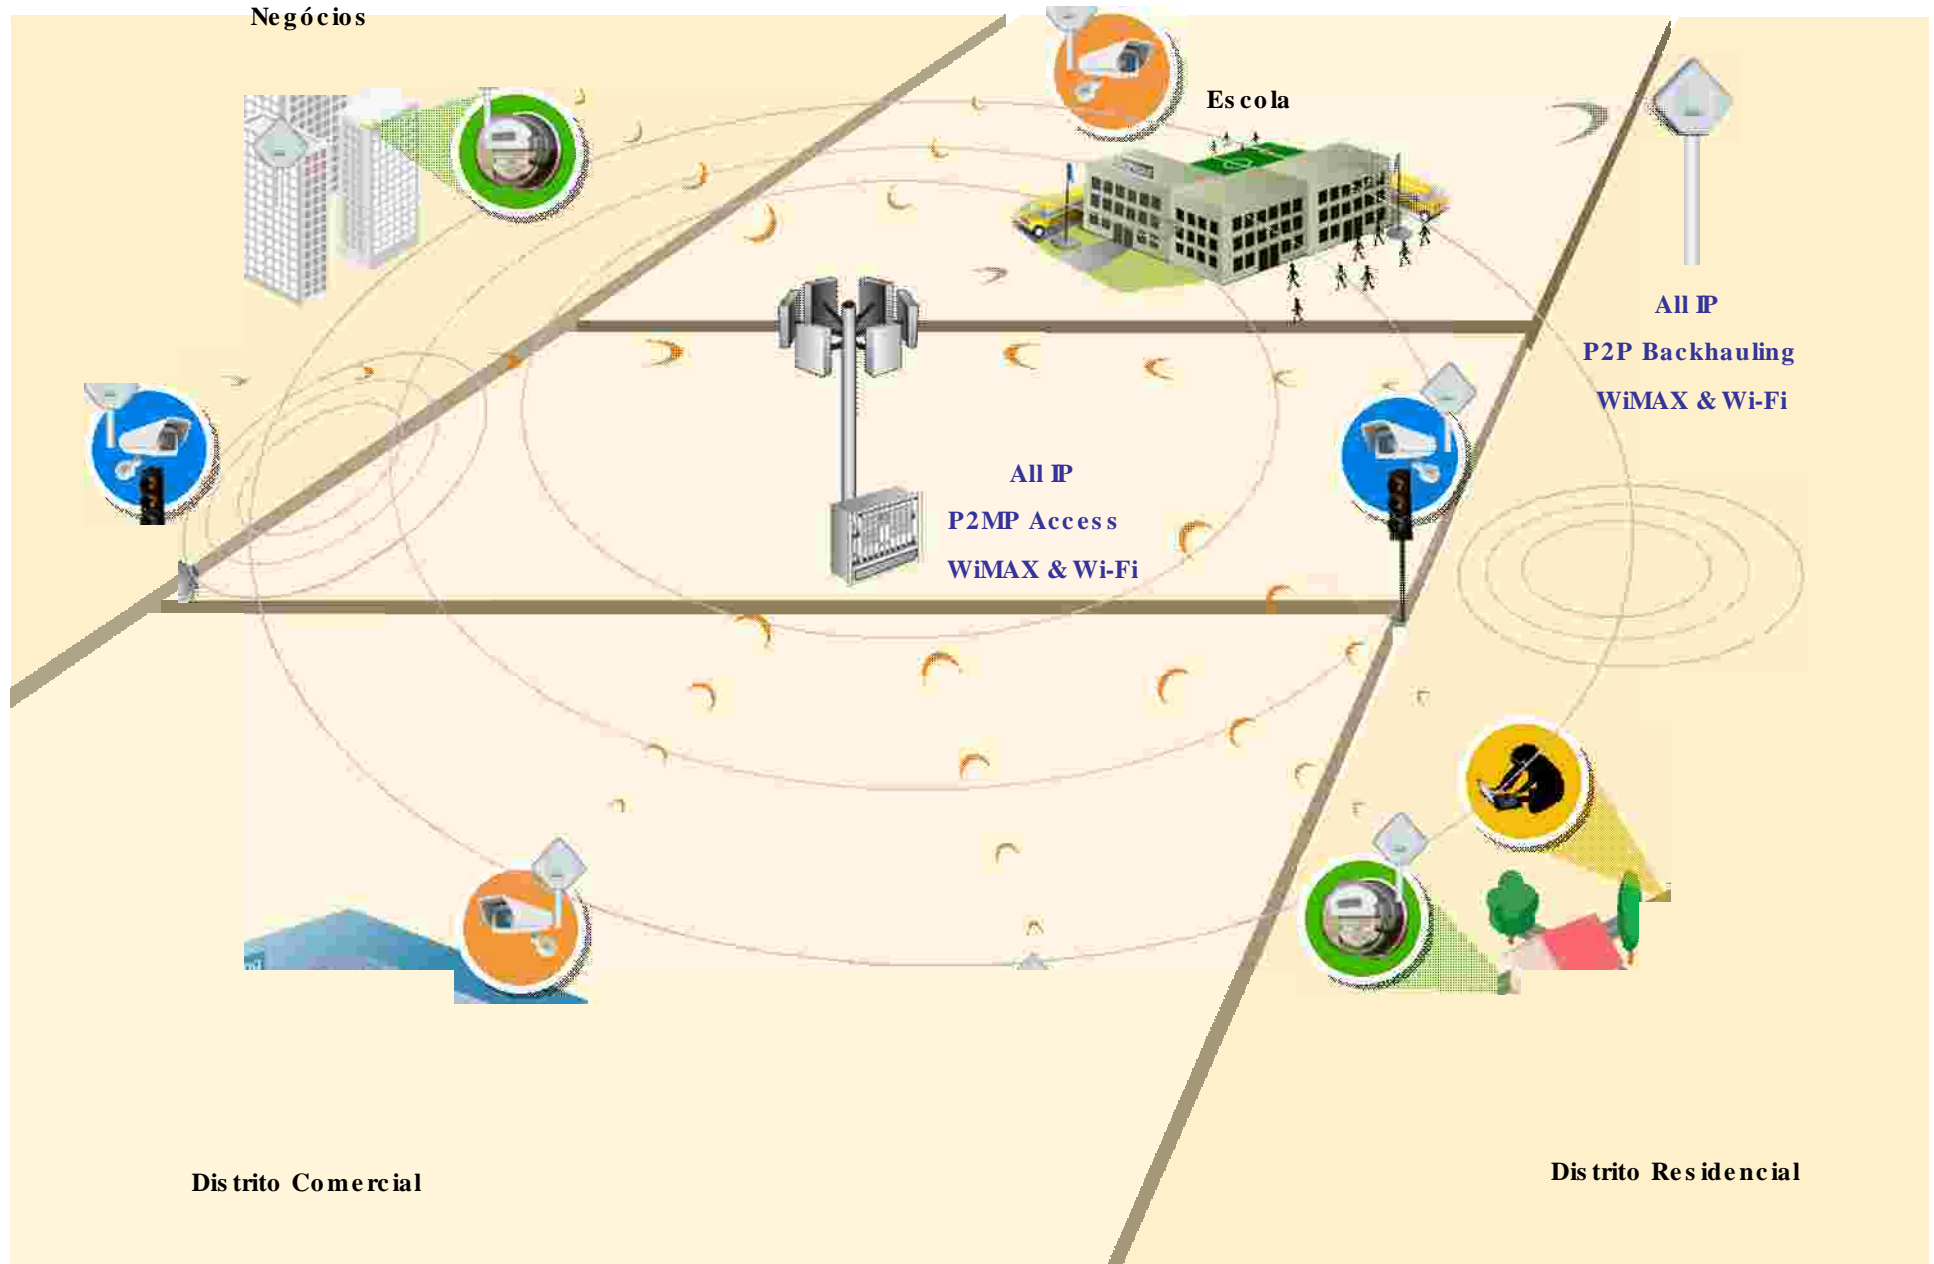 Negócios
Escola
All IP
P2P Backhauling
WiMAX & Wi-Fi
All IP
P2MP Access
WiMAX & Wi-Fi
Distrito Comercial
Distrito Residencial